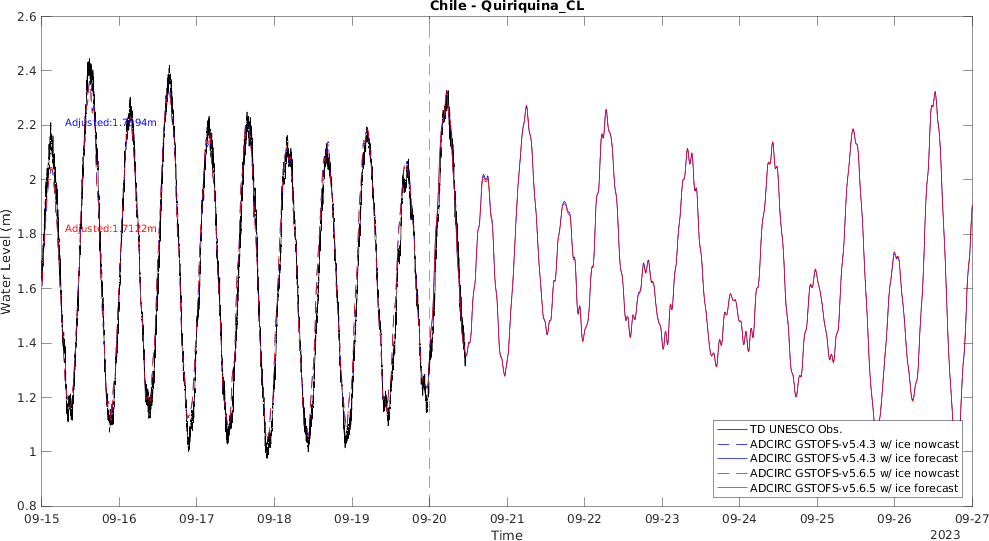 Chile - Quiriquina_CL
Water Level (m)
2.6
2.4
2.2
2
1.8
1.6
1.4
1.2
1
0.8
Adjusted:1.7194m
Adjusted:1.7122m
TD UNESCO Obs.
ADCIRC GSTOFS-v5.4.3 w/ ice nowcast
ADCIRC GSTOFS-v5.4.3 w/ ice forecast
ADCIRC GSTOFS-v5.6.5 w/ ice nowcast
ADCIRC GSTOFS-v5.6.5 w/ ice forecast
09-15 09-16 09-17 09-18 09-19 09-20 09-21 09-22 09-23 09-24 09-25 09-26 09-27
Time
2023